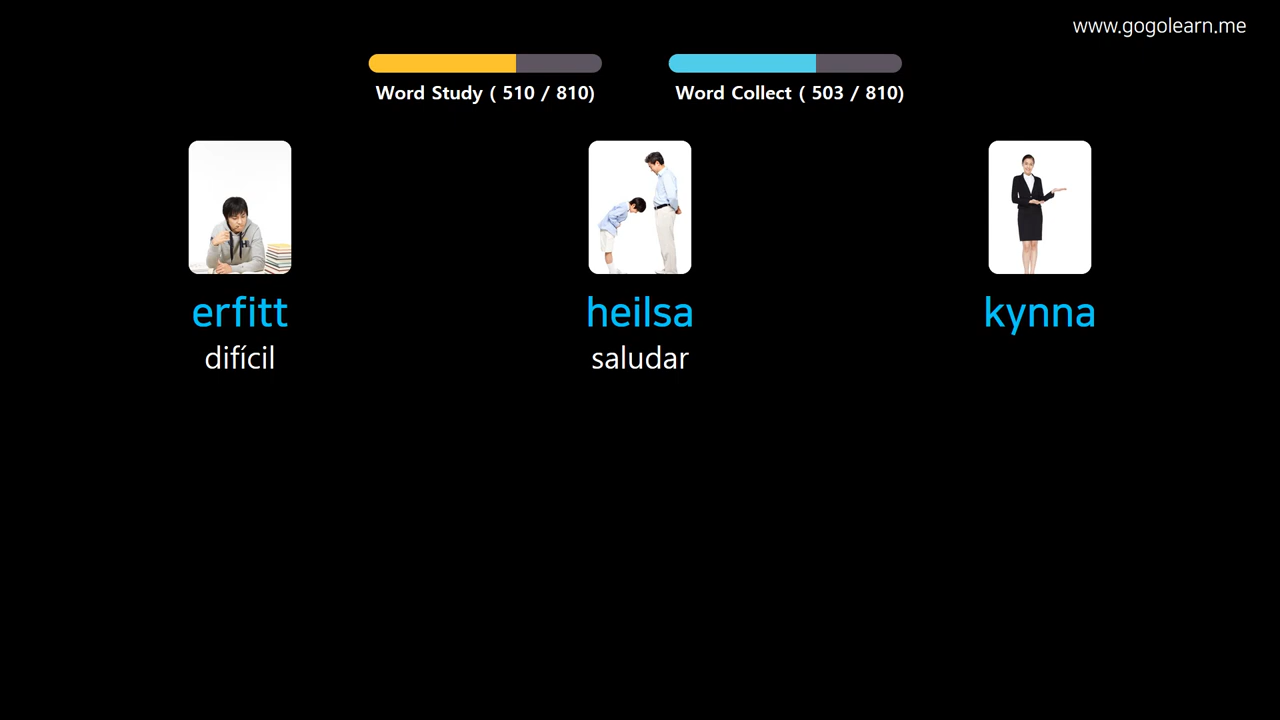 www.gogolearn.me
Word Study ( 510 / 810)
Word Collect ( 503 / 810)
erfitt
heilsa
kynna
difícil
saludar